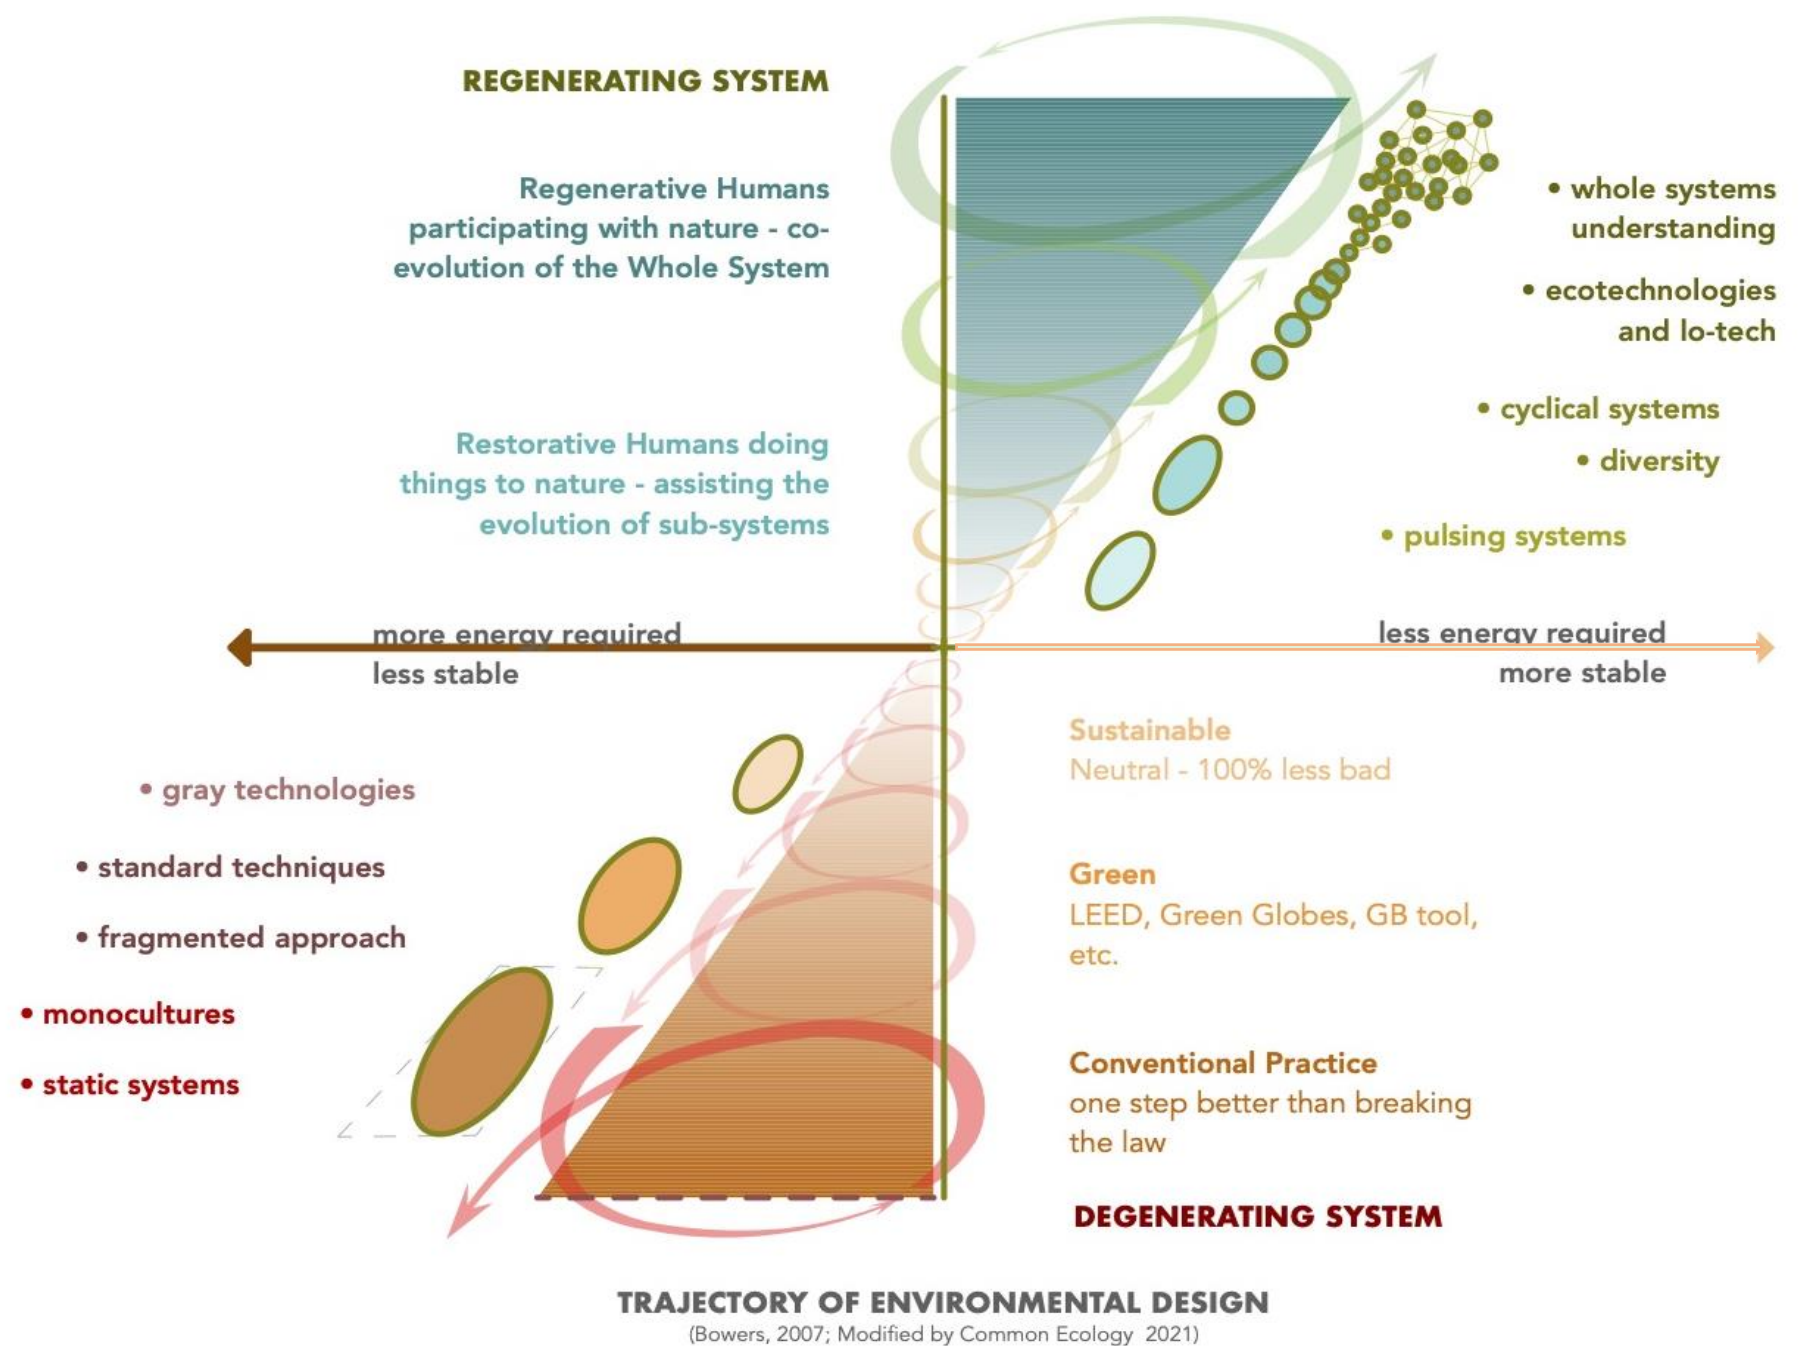 REGENERATING SYSTEM
Regenerative Humans
participating with nature - co-
evolution of the Whole System
Restorative Humans doing
things to nature - assisting the
evolution of sub-systems
• whole systems
understanding
• ecotechnologies
and lo-tech
• cyclical systems
• diversity
• pulsing systems
more energy required
less stable
less energy required
more stable
• gray technologies
• standard techniques
• fragmented approach
• monocultures
• static systems
Sustainable
Neutral - 100% less bad
Green
LEED, Green Globes, GB tool,
etc.
Conventional Practice
one step better than breaking
the law
DEGENERATING SYSTEM
TRAJECTORY OF ENVIRONMENTAL DESIGN
(Bowers, 2007; Modified by Common Ecology 2021)